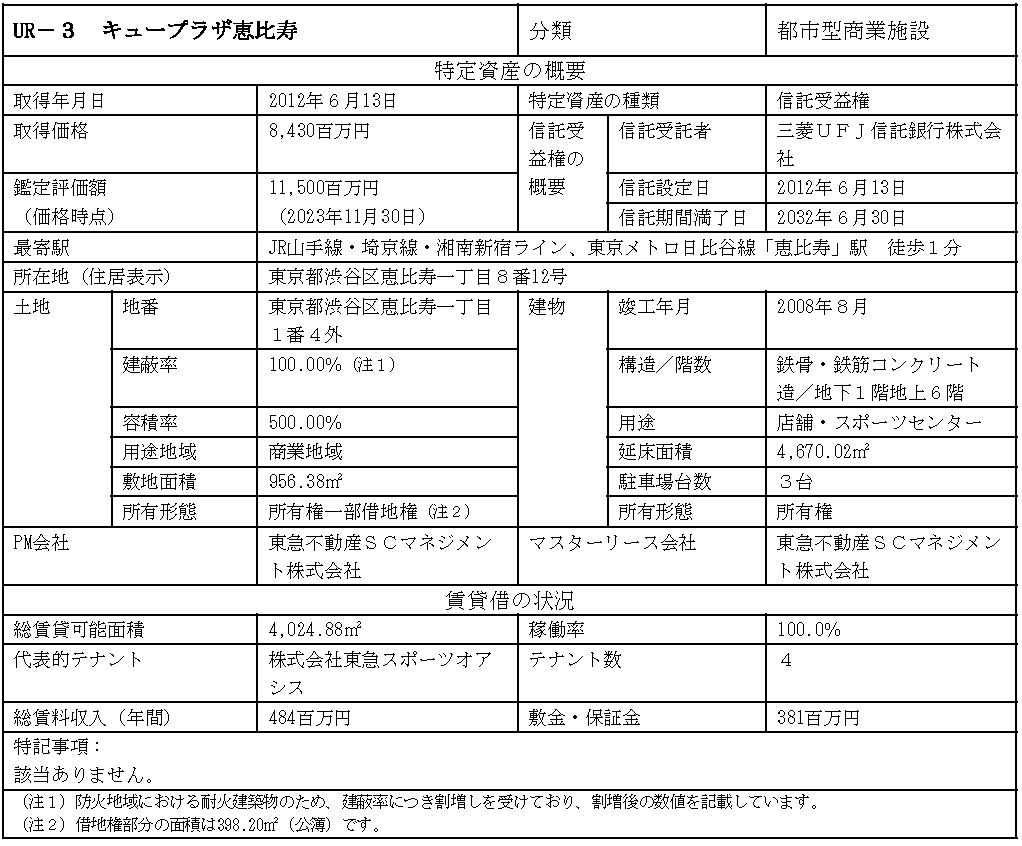 UR－３　キュープラザ恵比寿　分類　都市型商業施設
特定資産の概要
取得年月日　2012年６月13日　特定資産の種類　信託受益権
取得価格　8,430百万円　信託受益権の概要　信託受託者　三菱ＵＦＪ信託銀行株式会社
鑑定評価額（価格時点）　11,500百万円（2023年11月30日）　信託設定日　2012年６月13日
信託期間満了日　2032年６月30日
最寄駅　JR山手線・埼京線・湘南新宿ライン、東京メトロ日比谷線「恵比寿」駅　徒歩１分
所在地（住居表示）　東京都渋谷区恵比寿一丁目８番12号
土地　地番　東京都渋谷区恵比寿一丁目１番４外　建物　竣工年月　2008年８月
建蔽率　100.00%（注１）　構造／階数　鉄骨・鉄筋コンクリート造／地下１階地上６階
容積率　500.00%　用途　店舗・スポーツセンター
用途地域　商業地域　延床面積　4,670.02㎡
敷地面積　956.38㎡　駐車場台数　３台
所有形態　所有権一部借地権（注２）　所有形態　所有権
PM会社　東急不動産ＳＣマネジメント株式会社　マスターリース会社　東急不動産ＳＣマネジメント株式会社
賃貸借の状況
総賃貸可能面積　4,024.88㎡　稼働率　100.0%
代表的テナント　株式会社東急スポーツオアシス　テナント数　４
総賃料収入（年間）　484百万円　敷金・保証金　381百万円
特記事項：
該当ありません。
（注１）防火地域における耐火建築物のため、建蔽率につき割増しを受けており、割増後の数値を記載しています。
（注２）借地権部分の面積は398.20㎡（公簿）です。